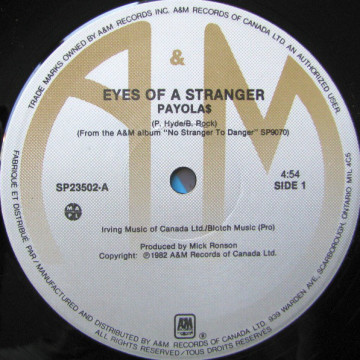 TRADE MARKS OWNED BY A&M RECORDS INC. A&M RECORDS OF CANADA LTD. AN AUTHORIZED USER.
&
A M
EYES OF A STRANGER
PAYOLA$
(P. Hyde/B. Rock)
(From the A&M album "No Stranger To Danger" SP9070)
SP23502-A
4:54
SIDE 1
Irving Music of Canada Ltd./Blotch Music (Pro)
Produced by Mick Ronson
Copyright: ℗1982 A&M Records of Canada Ltd.
A&M
RECORDS
MANUFACTURED AND DISTRIBUTED BY A&M RECORDS OF CANADA LTD. 939 WARDEN AVE. SCARBOROUGH, ONTARIO M1L 4C5
FABRIQUE ET DISTRIBUÉ PAR
ALL RIGHTS RESERVED/TOUS DROITS RESERVES